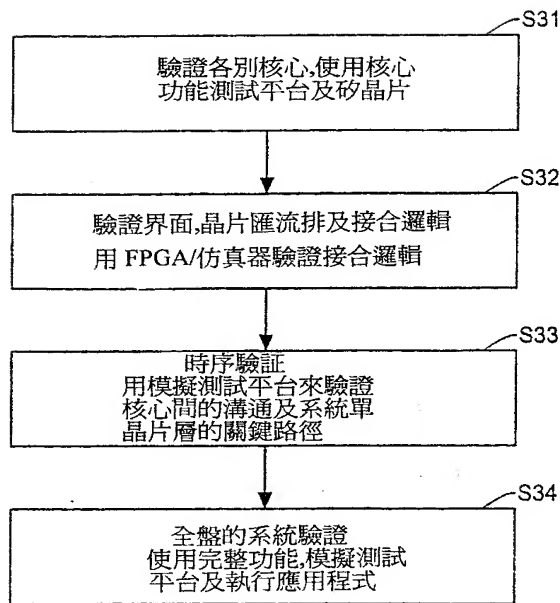 S31
驗證各別核心,使用核心
功能測試平台及矽晶片
S32
驗證界面,晶片匯流排及接合邏輯
用 FPGA/仿真器驗證接合邏輯
S33
時序驗証
用模擬測試平台來驗證
核心間的溝通及系統單
晶片層的關鍵路徑
S34
全盤的系統驗證
使用完整功能,模擬測試
平台及執行應用程式